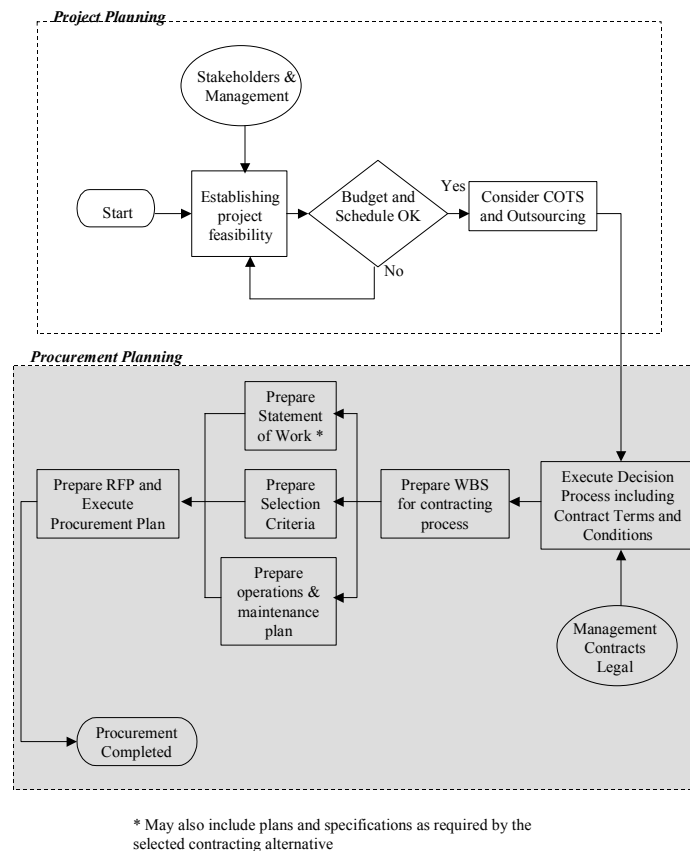 Project Planning
Stakeholders &
Management
Start
Establishing
project
feasibility
Budget and
Schedule OK
Yes
No
Consider COTS
and Outsourcing
Procurement Planning
Prepare
Statement
of Work *
Prepare RFP and
Execute
Procurement Plan
Prepare
Selection
Criteria
Prepare WBS
for contracting
process
Execute Decision
Process including
Contract Terms and
Conditions
Prepare
operations &
maintenance
plan
Management
Contracts
Legal
Procurement
Completed
* May also include plans and specifications as required by the
selected contracting alternative